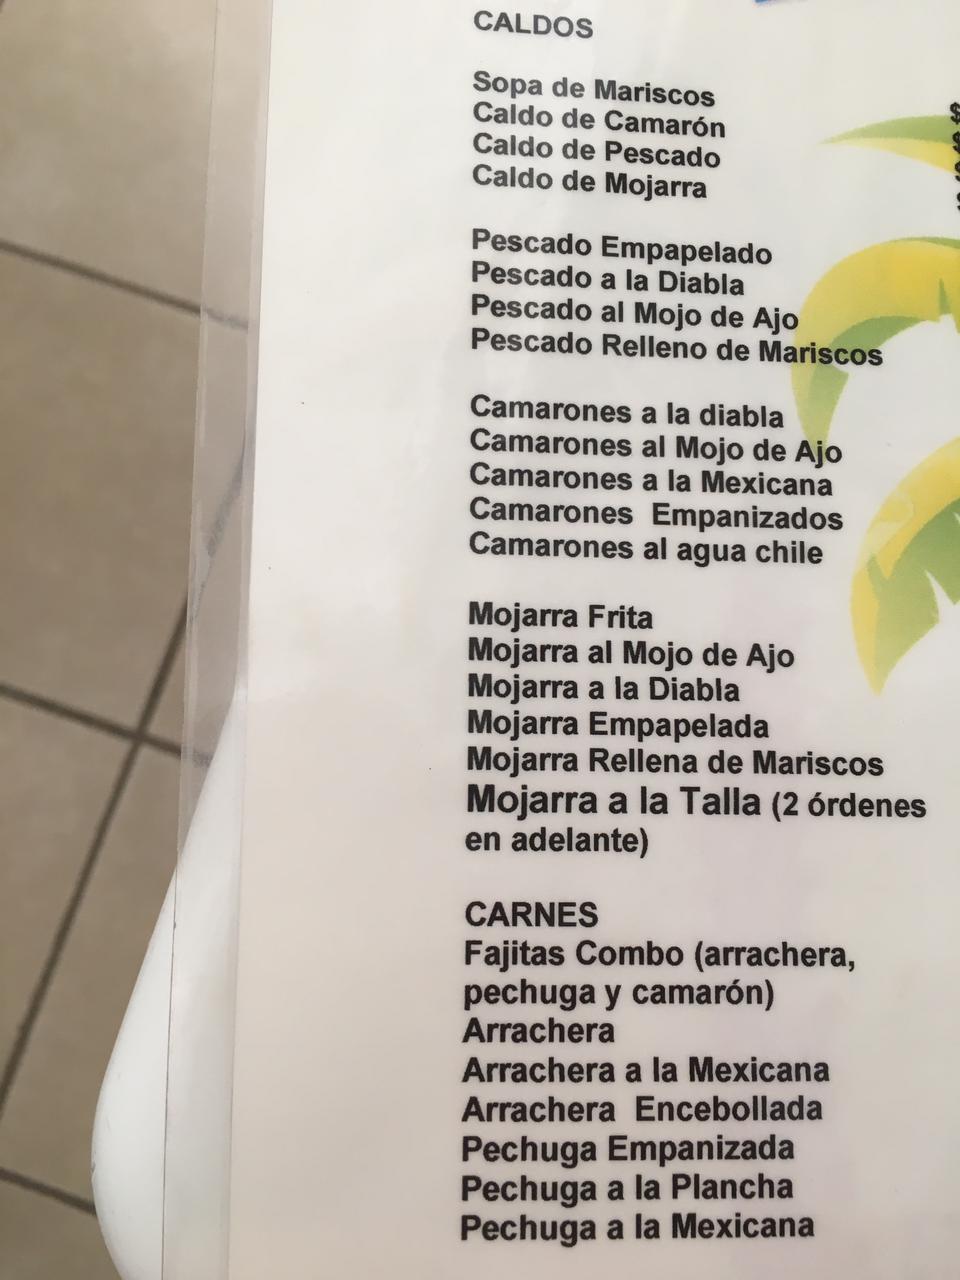 CALDOS
Sopa de Mariscos
Caldo de Camarón
Caldo de Pescado
Caldo de Mojarra
Pescado Empapelado
Pescado a la Diabla
Pescado al Mojo de Ajo
Pescado Relleno de Mariscos
Camarones a la diabla
Camarones al Mojo de Ajo
Camarones a la Mexicana
Camarones  Empanizados
Camarones al agua chile
Mojarra Frita
Mojarra al Mojo de Ajo
Mojarra a la Diabla
Mojarra Empapelada
Mojarra Rellena de Mariscos
Mojarra a la Talla (2 órdenes
en adelante)
CARNES
Fajitas Combo (arrachera,
pechuga y camarón)
Arrachera
Arrachera a la Mexicana
Arrachera  Encebollada
Pechuga Empanizada
Pechuga a la Plancha
Pechuga a la Mexicana